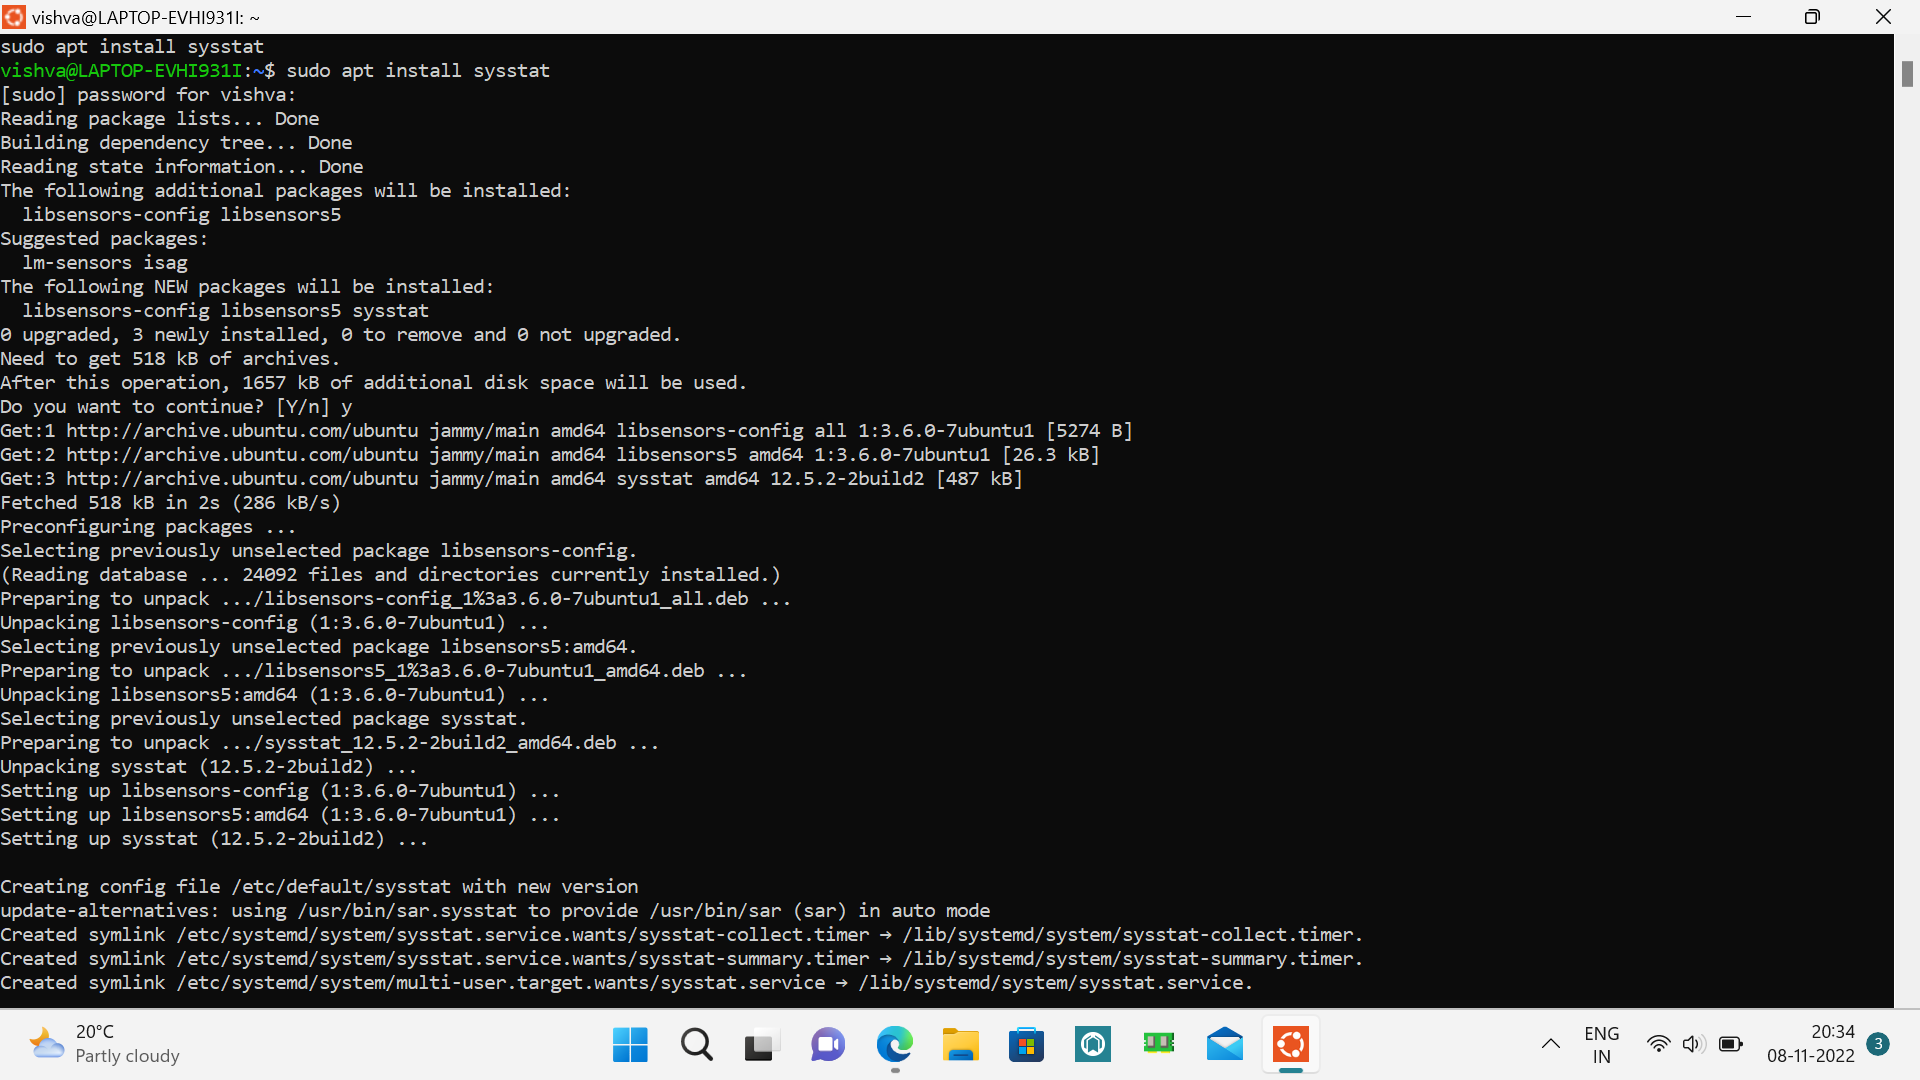 vishva@LAPTOP-EVHI931I: ~
sudo apt install sysstat
vishva@LAPTOP-EVHI931I:~$ sudo apt install sysstat
[sudo] password for vishva:
Reading package lists... Done
Building dependency tree... Done
Reading state information... Done
The following additional packages will be installed:
  libsensors-config libsensors5
Suggested packages:
  lm-sensors isag
The following NEW packages will be installed:
  libsensors-config libsensors5 sysstat
0 upgraded, 3 newly installed, 0 to remove and 0 not upgraded.
Need to get 518 kB of archives.
After this operation, 1657 kB of additional disk space will be used.
Do you want to continue? [Y/n] y
Get:1 http://archive.ubuntu.com/ubuntu jammy/main amd64 libsensors-config all 1:3.6.0-7ubuntu1 [5274 B]
Get:2 http://archive.ubuntu.com/ubuntu jammy/main amd64 libsensors5 amd64 1:3.6.0-7ubuntu1 [26.3 kB]
Get:3 http://archive.ubuntu.com/ubuntu jammy/main amd64 sysstat amd64 12.5.2-2build2 [487 kB]
Fetched 518 kB in 2s (286 kB/s)
Preconfiguring packages ...
Selecting previously unselected package libsensors-config.
(Reading database ... 24092 files and directories currently installed.)
Preparing to unpack .../libsensors-config_1%3a3.6.0-7ubuntu1_all.deb ...
Unpacking libsensors-config (1:3.6.0-7ubuntu1) ...
Selecting previously unselected package libsensors5:amd64.
Preparing to unpack .../libsensors5_1%3a3.6.0-7ubuntu1_amd64.deb ...
Unpacking libsensors5:amd64 (1:3.6.0-7ubuntu1) ...
Selecting previously unselected package sysstat.
Preparing to unpack .../sysstat_12.5.2-2build2_amd64.deb ...
Unpacking sysstat (12.5.2-2build2) ...
Setting up libsensors-config (1:3.6.0-7ubuntu1) ...
Setting up libsensors5:amd64 (1:3.6.0-7ubuntu1) ...
Setting up sysstat (12.5.2-2build2) ...

Creating config file /etc/default/sysstat with new version
update-alternatives: using /usr/bin/sar.sysstat to provide /usr/bin/sar (sar) in auto mode
Created symlink /etc/systemd/system/sysstat.service.wants/sysstat-collect.timer → /lib/systemd/system/sysstat-collect.timer.
Created symlink /etc/systemd/system/sysstat.service.wants/sysstat-summary.timer → /lib/systemd/system/sysstat-summary.timer.
Created symlink /etc/systemd/system/multi-user.target.wants/sysstat.service → /lib/systemd/system/sysstat.service.
20°C
Partly cloudy
ENG
IN
20:34
08-11-2022
3